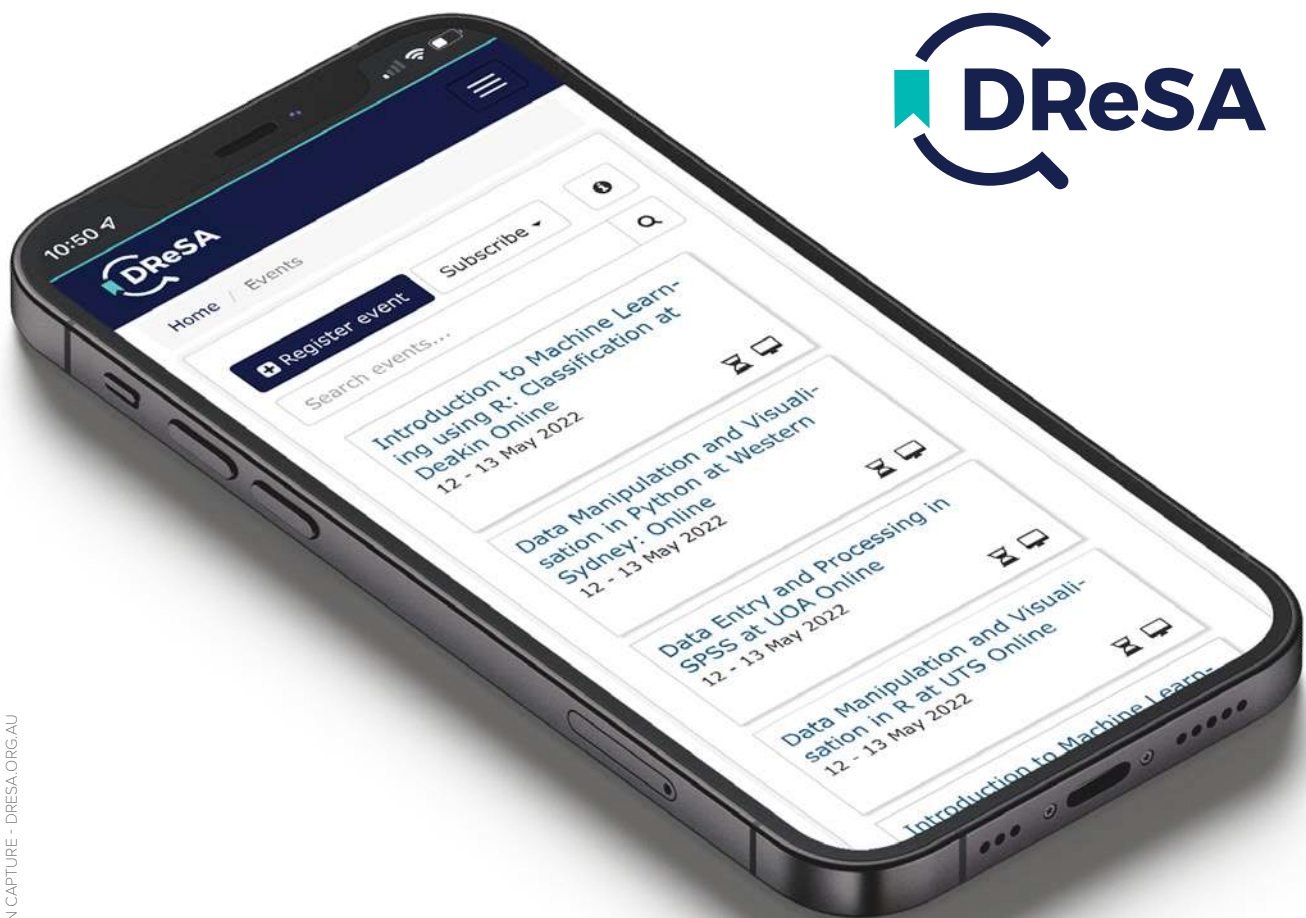 DReSA
10:50
DReSA
Home / Events
Register event
Subscribe
Search events...
Introduction to Machine Learn-
ing using R: Classification at
Deakin Online
12 - 13 May 2022
Data Manipulation and Visuali-
sation in Python at Western
Sydney: Online
12 - 13 May 2022
Data Entry and Processing in
SPSS at UOA Online
12 - 13 May 2022
Data Manipulation and Visuali-
sation in R at UTS Online
12 - 13 May 2022
Introduction to Machine Learn-
N CAPTURE - DRESA.ORG.AU